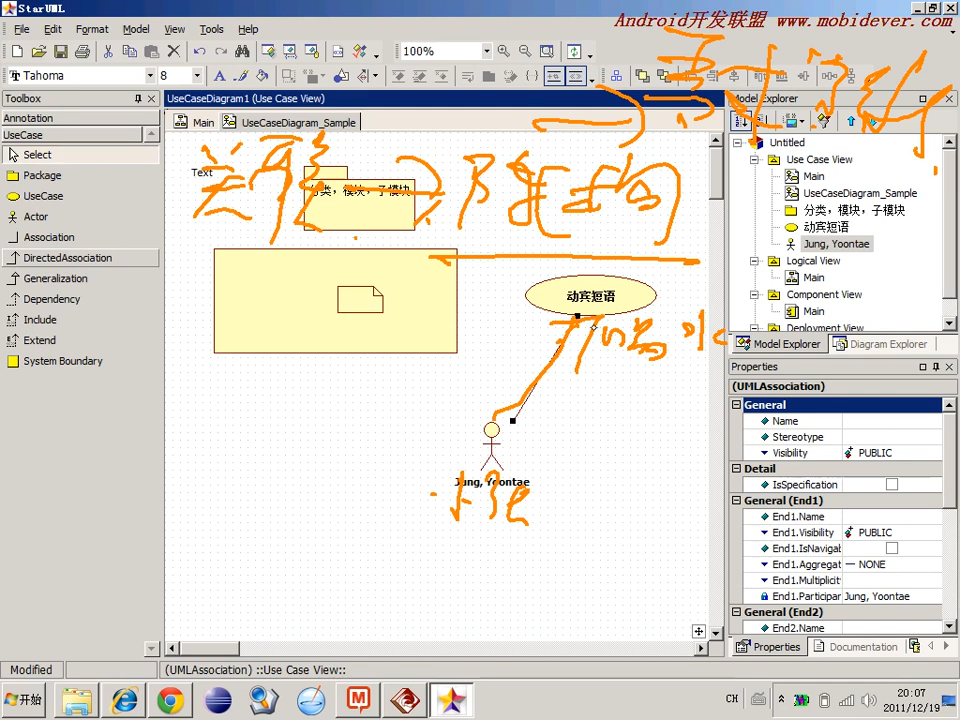 StarUML
Android开发联盟 www.mobidever.com
File Edit Format Model View Tools Help
100%
Tahoma 8
Toolbox
Annotation
UseCase
Select
Package
UseCase
Actor
Association
DirectedAssociation
Generalization
Dependency
Include
Extend
System Boundary
UseCaseDiagram1 (Use Case View)
Main UseCaseDiagram_Sample
Text
分类，模块，子模块
动宾短语
Jung, Yoontae
Model Explorer
Untitled
Use Case View
Main
UseCaseDiagram_Sample
分类，模块，子模块
动宾短语
Jung, Yoontae
Logical View
Main
Component View
Main
Deployment View
Model Explorer Diagram Explorer
Properties
(UMLAssociation)
General
Name
Stereotype
Visibility PUBLIC
Detail
IsSpecification
General (End1)
End1.Name
End1.Visibility PUBLIC
End1.IsNavigab
End1.Aggregat NONE
End1.Multiplicit
End1.Participar Jung, Yoontae
General (End2)
End2.Name
Properties Documentation
Modified (UMLAssociation) ::Use Case View::
开始
CH
20:07
2011/12/19